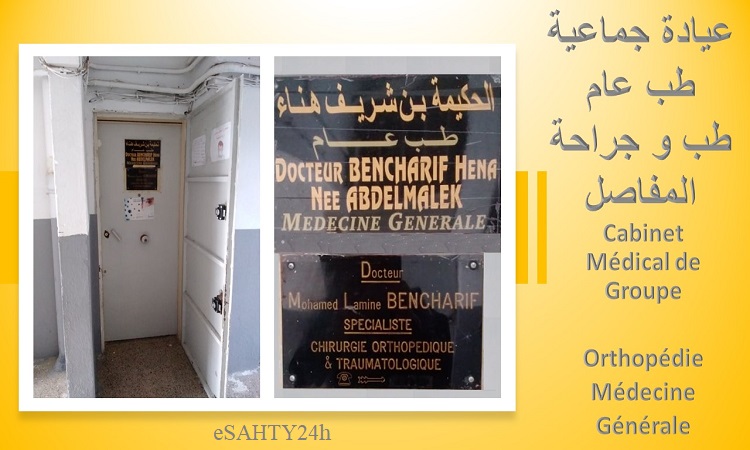 عيادة جماعية
طب عام
طب و جراحة
المفاصل
Cabinet
Médical de
Groupe
Orthopédie
Médecine
Générale
الحكيمة بن شريف هناء
طب عـــام
DOCTEUR BENCHARIF HENA
NEE ABDELMALEK
MEDECINE GENERALE
Docteur
Mohamed Lamine BENCHARIF
SPECIALISTE
CHIRURGIE ORTHOPEDIQUE
& TRAUMATOLOGIQUE
eSAHTY24h